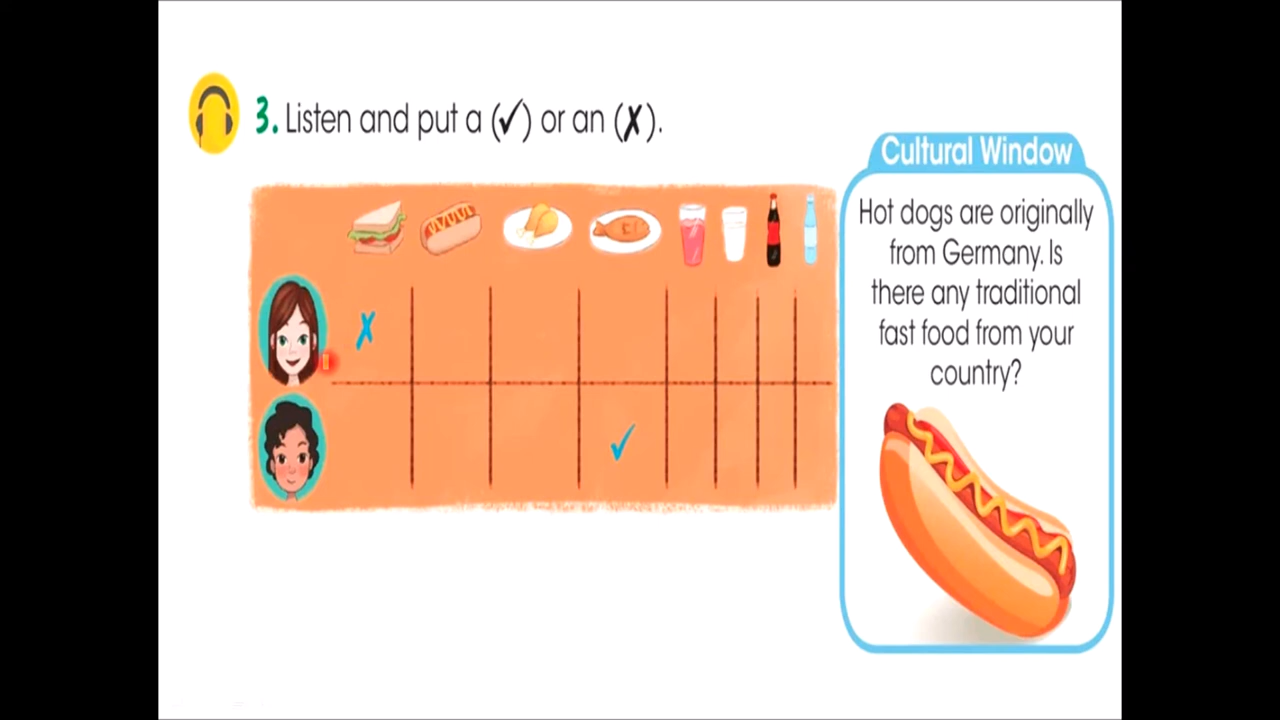 3. Listen and put a (✓) or an (✗).
Cultural Window
Hot dogs are originally
from Germany. Is
there any traditional
fast food from your
country?